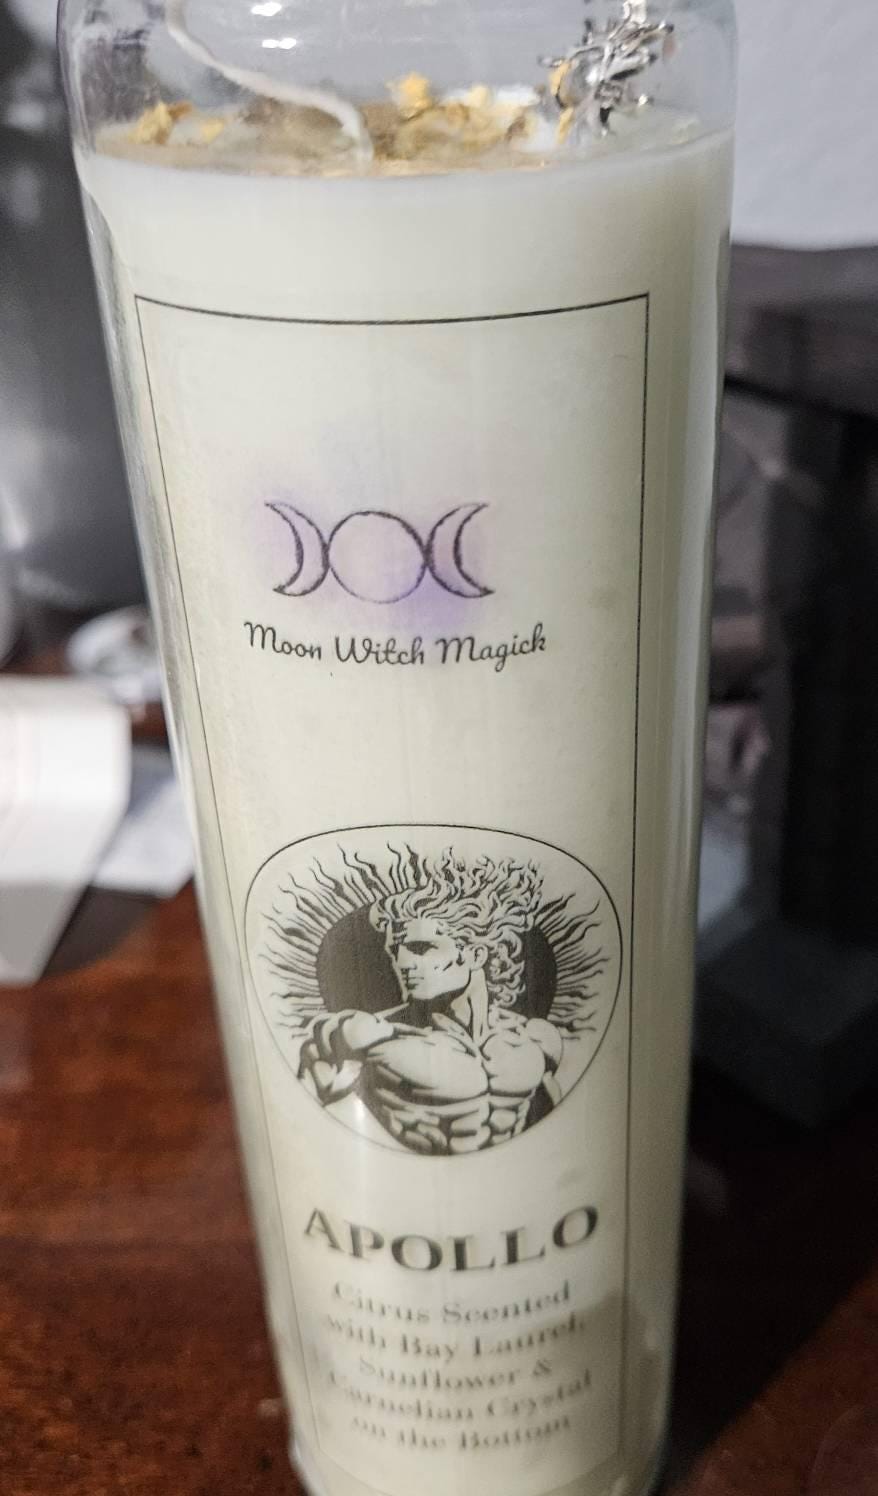 Moon Witch Magick
APOLLO
Citrus Scented
with Bay Laurel,
Sunflower &
Carnelian Crystal
on the Bottom